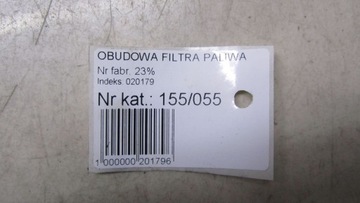 OBUDOWA FILTRA PALIWA
Nr fabr. 23%
Indeks: 020179
Nr kat.: 155/055
1 000000 201796